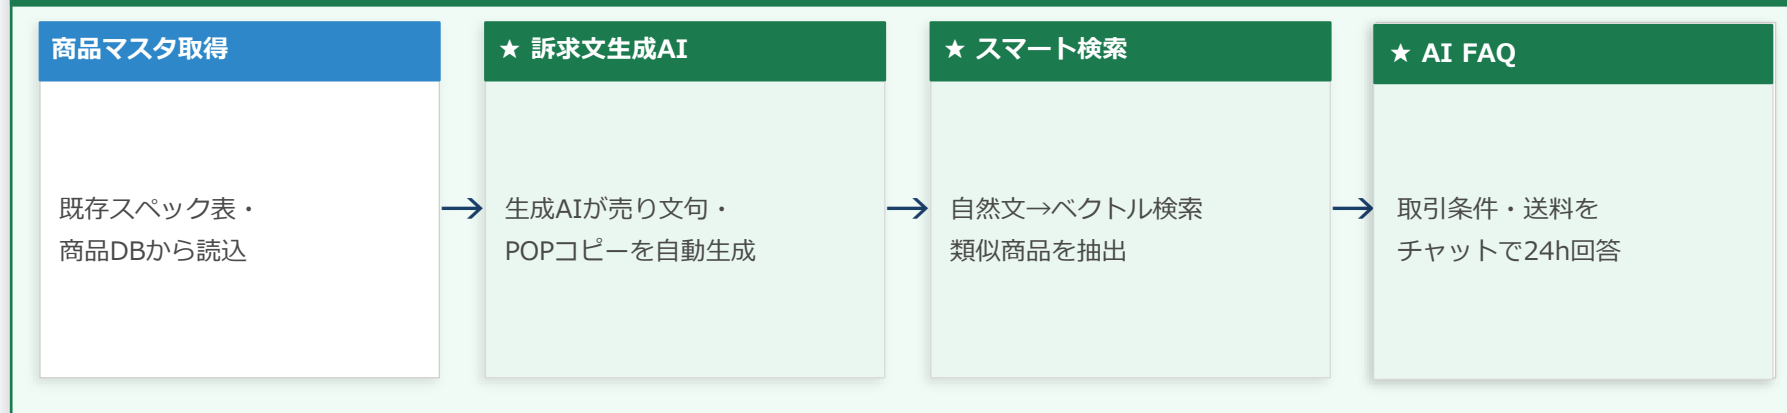 商品マスタ取得
既存スペック表・
商品DBから読込
→
★ 訴求文生成AI
生成AIが売り文句・
POPコピーを自動生成
→
★ スマート検索
自然文→ベクトル検索
類似商品を抽出
→
★ AI FAQ
取引条件・送料を
チャットで24h回答